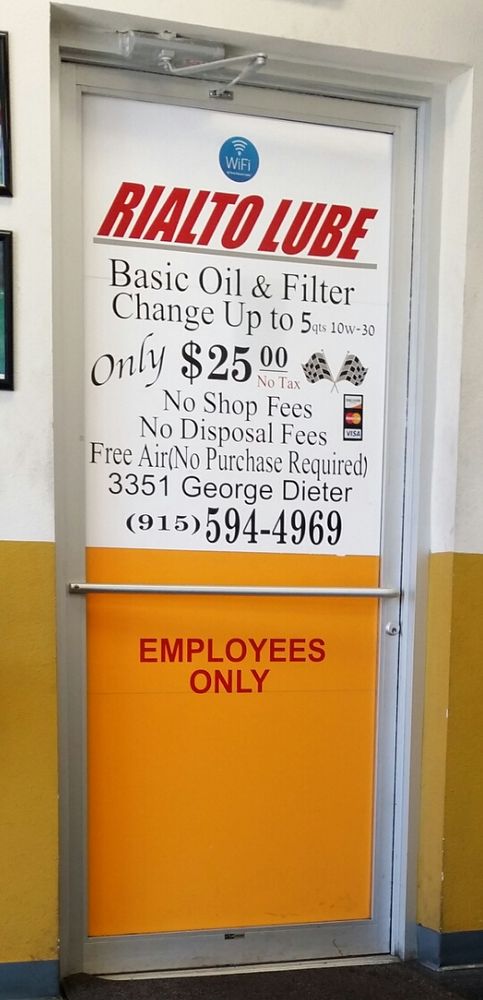 WiFi
RIALTO LUBE
Basic Oil & Filter
Change Up to 5qts 10w-30
Only $25 00
No Tax
No Shop Fees
No Disposal Fees
VISA
Free Air(No Purchase Required)
3351 George Dieter
(915)594-4969
EMPLOYEES
ONLY